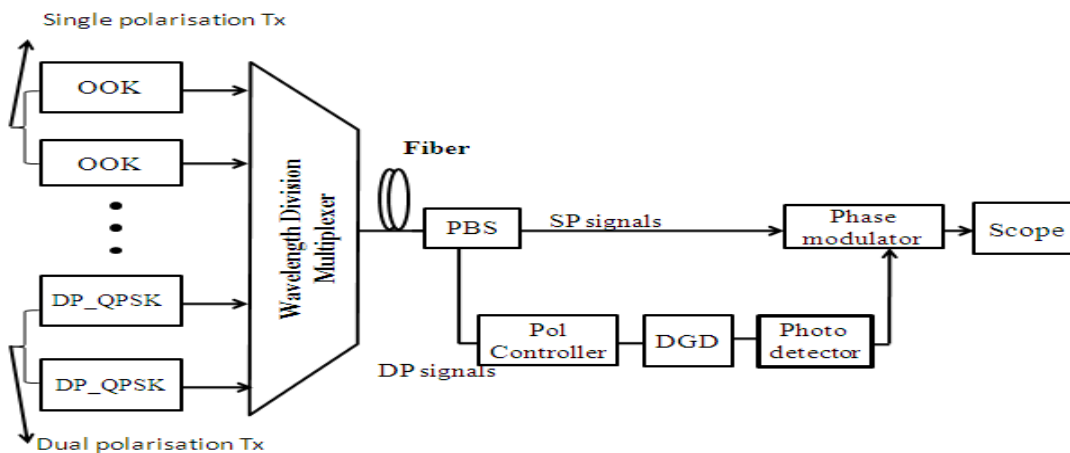 Single polarisation Tx
OOK
OOK
Wavelength Division
Multiplexer
Fiber
PBS
SP signals
Phase
modulator
Scope
DP_QPSK
DP_QPSK
Pol
Controller
DGD
Photo
detector
DP signals
Dual polarisation Tx